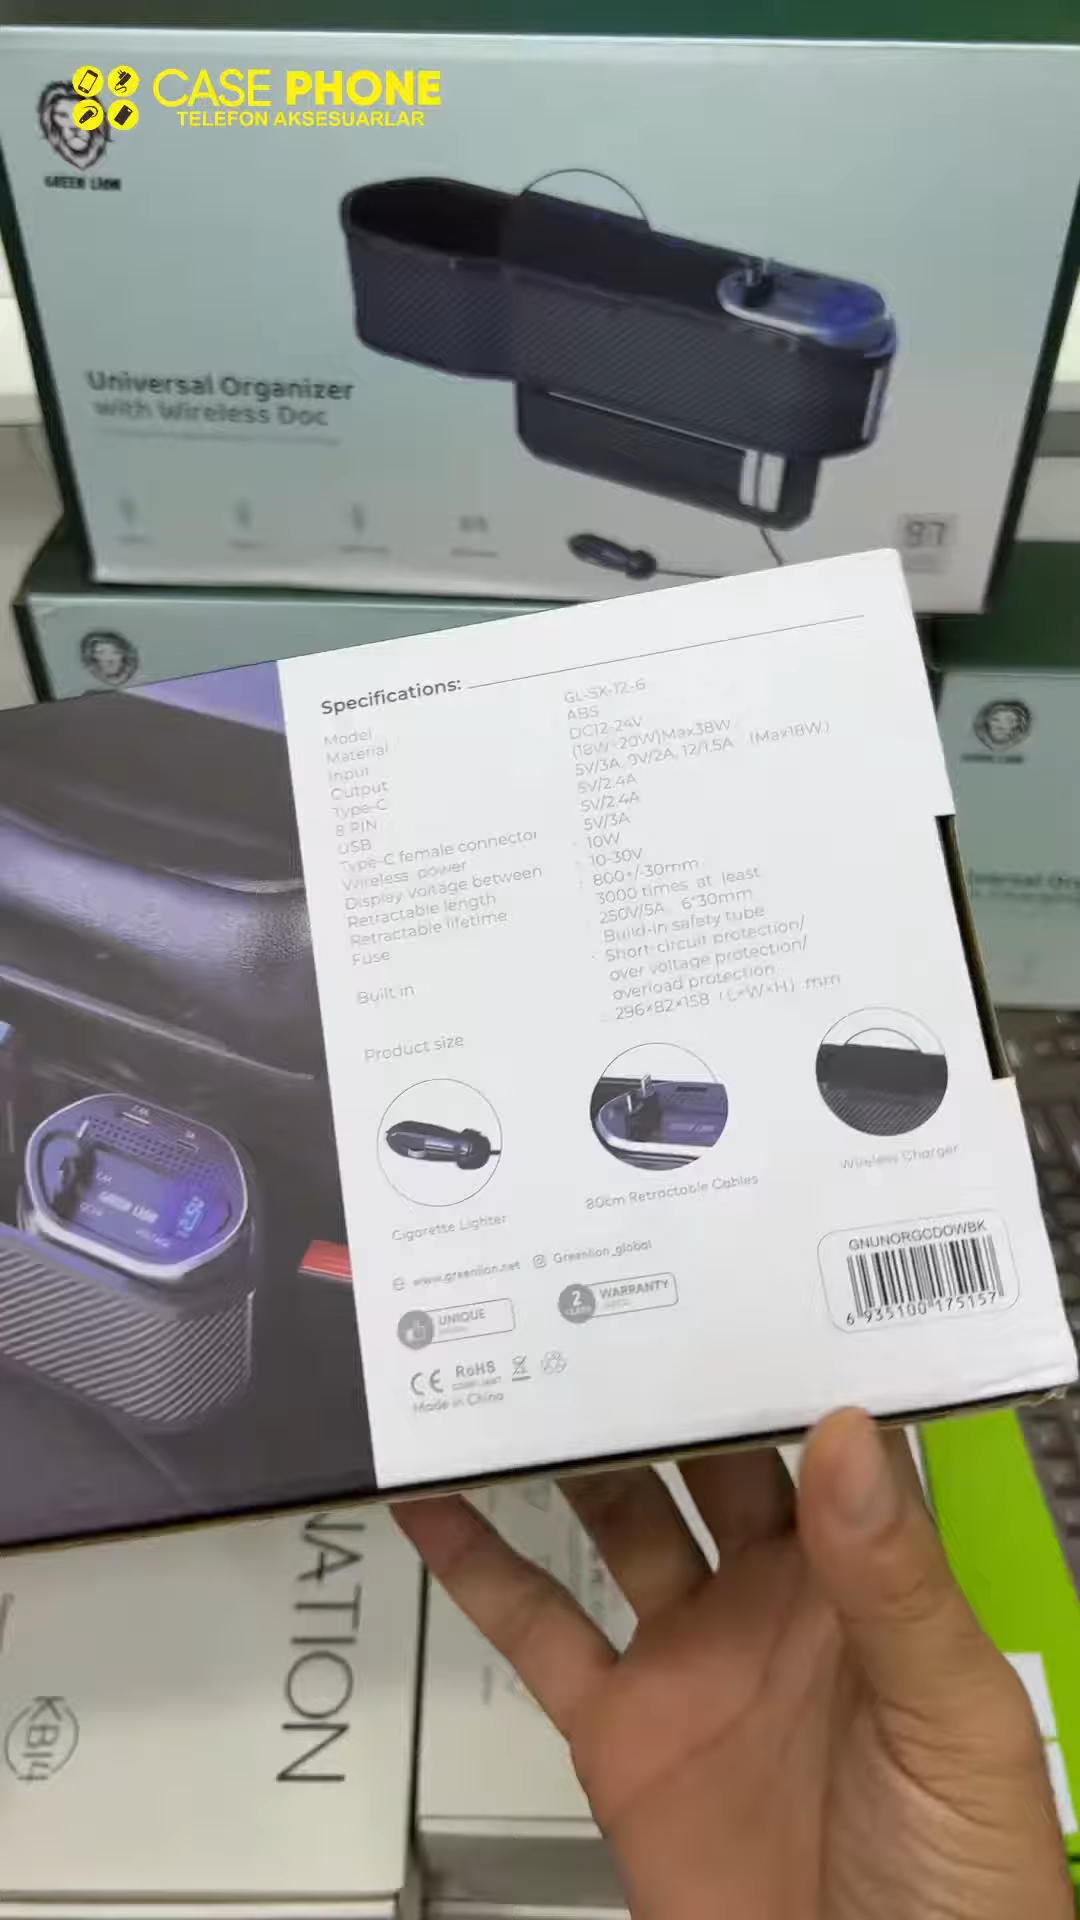 CASE PHONE
TELEFON AKSESUARLAR
GREEN LION
Universal Organizer
with Wireless Doc
Specifications:
Model GL-SX-12-6
Material ABS
Input DC12-24V
Output (18W+20W)Max38W
Type-C 5V/3A, 9V/2A, 12/1.5A (Max18W)
8 PIN 5V/2.4A
USB 5V/2.4A
Type-C female connector 5V/3A
Wireless power 10W
Display voltage between 10-30V
Retractable length 800+/-30mm
Retractable lifetime 3000 times at least
Fuse 250V/5A 6*30mm
Build-in safety tube
Built in Short-circuit protection/
over voltage protection/
overload protection
Product size 296×82×158 (L×W×H) mm
GREEN LION
Cigarette Lighter
80cm Retractable Cables
Wireless Charger
www.greenlion.net
Greenlion_global
UNIQUE
2
WARRANTY
GNUNORGCDOWBK
6 935100 175157
CE RoHS
Made in China
NATION
KB14